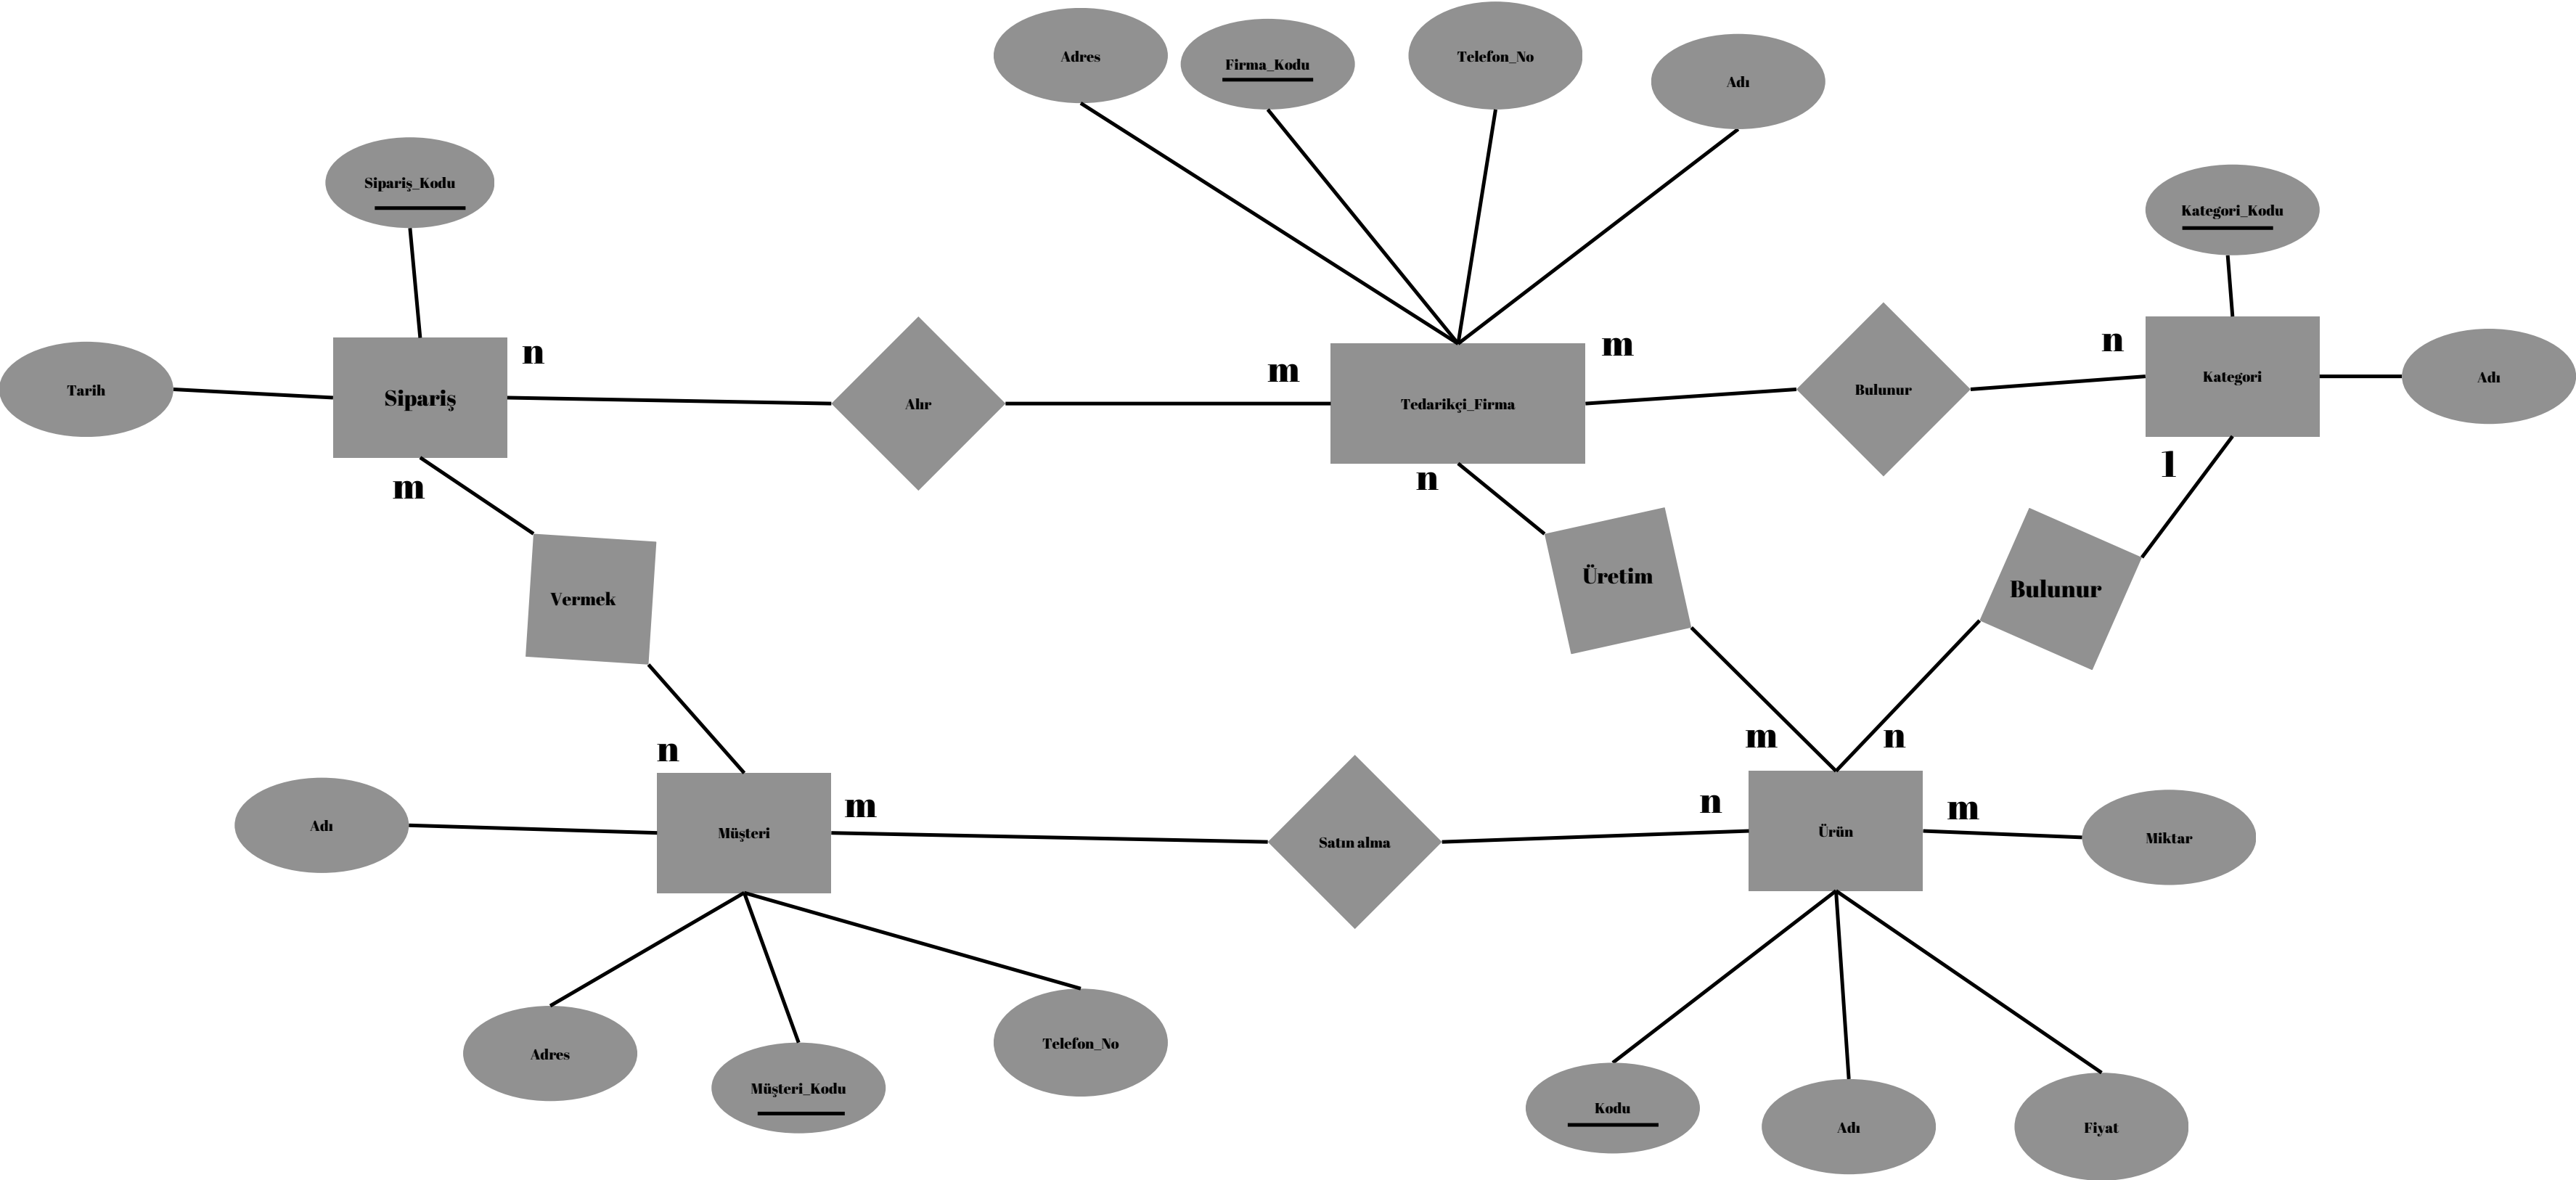 Adres
Firma_Kodu
Telefon_No
Adı
Sipariş_Kodu
Kategori_Kodu
Tarih
Sipariş
n
Alır
m
Tedarikçi_Firma
m
Bulunur
n
Kategori
Adı
m
n
1
Vermek
Üretim
Bulunur
n
m
n
Adı
Müşteri
m
Satın alma
n
Ürün
m
Miktar
Adres
Müşteri_Kodu
Telefon_No
Kodu
Adı
Fiyat